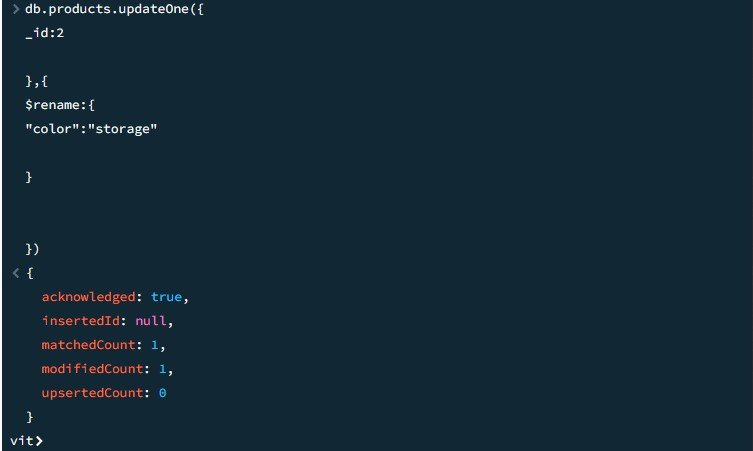 > db.products.updateOne({
_id:2
},{
$rename:{
"color":"storage"
}
})
< {
acknowledged: true,
insertedId: null,
matchedCount: 1,
modifiedCount: 1,
upsertedCount: 0
}
vit>